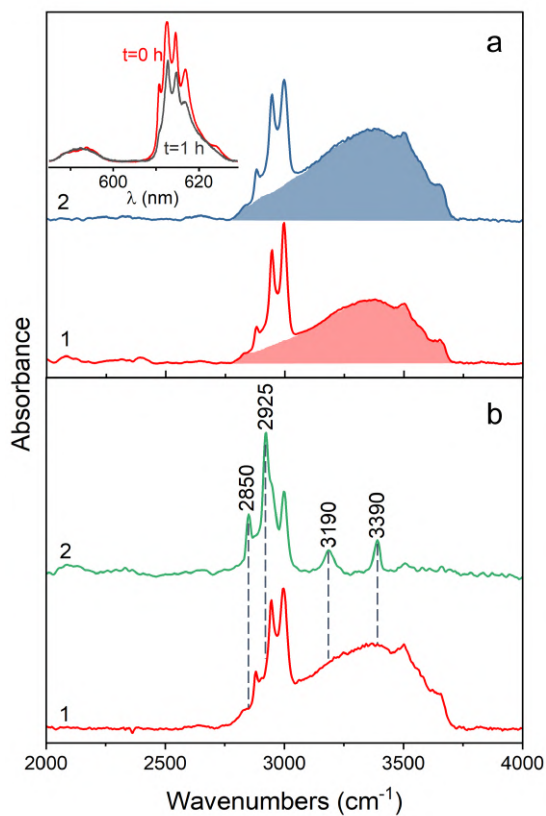 a
t=0 h
t=1 h
600 620
λ (nm)
2
1
Absorbance
b
2850
2925
3190
3390
2
1
2000 2500 3000 3500 4000
Wavenumbers (cm⁻¹)